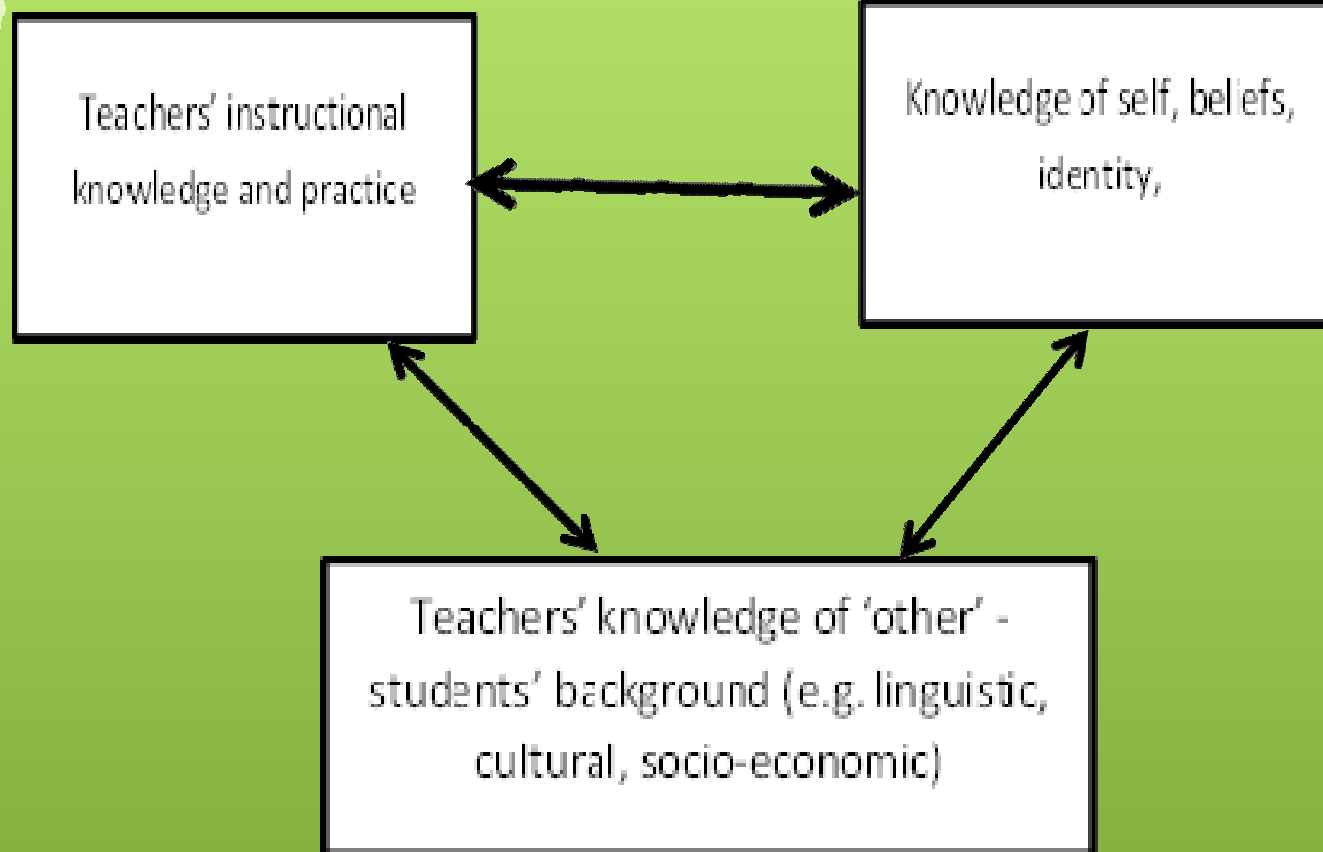 Teachers’ instructional
knowledge and practice
Knowledge of self, beliefs,
identity,
Teachers’ knowledge of ‘other’ -
students’ background (e.g. linguistic,
cultural, socio-economic)